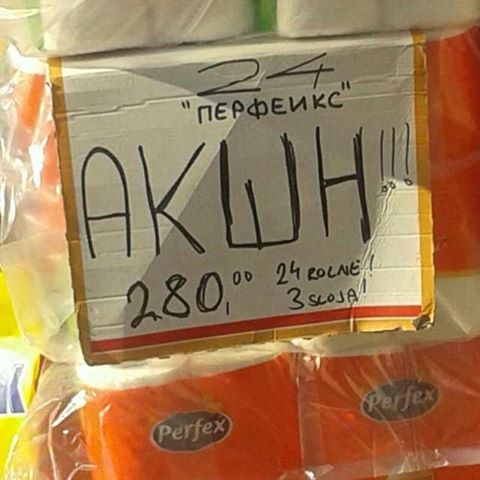 24
"ПЕРФЕИКС"
АКШН!!!
280,00 24 ROLNE!
3 SLOJA!
Perfex Perfex